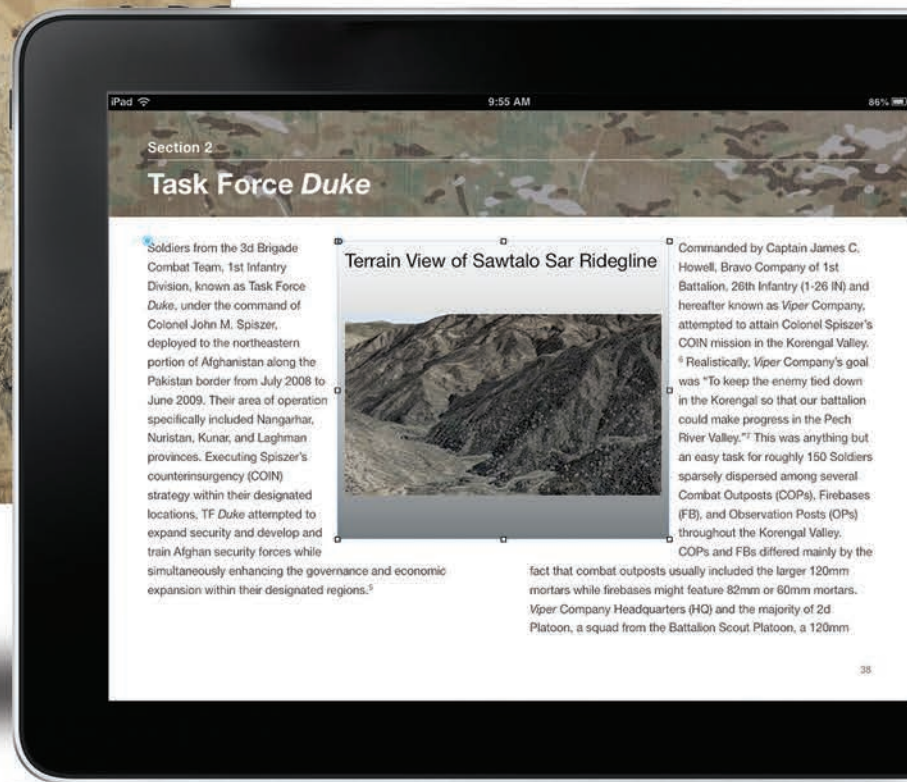 iPad
9:55 AM
86%
Section 2
Task Force Duke
Soldiers from the 3d Brigade
Combat Team, 1st Infantry
Division, known as Task Force
Duke, under the command of
Colonel John M. Spiszer,
deployed to the northeastern
portion of Afghanistan along the
Pakistan border from July 2008 to
June 2009. Their area of operation
specifically included Nangarhar,
Nuristan, Kunar, and Laghman
provinces. Executing Spiszer's
counterinsurgency (COIN)
strategy within their designated
locations, TF Duke attempted to
expand security and develop and
train Afghan security forces while
simultaneously enhancing the governance and economic
expansion within their designated regions.⁵
Terrain View of Sawtalo Sar Ridegline
Commanded by Captain James C.
Howell, Bravo Company of 1st
Battalion, 26th Infantry (1-26 IN) and
hereafter known as Viper Company,
attempted to attain Colonel Spiszer's
COIN mission in the Korengal Valley.
⁶ Realistically, Viper Company's goal
was "To keep the enemy tied down
in the Korengal so that our battalion
could make progress in the Pech
River Valley."⁷ This was anything but
an easy task for roughly 150 Soldiers
sparsely dispersed among several
Combat Outposts (COPs), Firebases
(FB), and Observation Posts (OPs)
throughout the Korengal Valley.
COPs and FBs differed mainly by the
fact that combat outposts usually included the larger 120mm
mortars while firebases might feature 82mm or 60mm mortars.
Viper Company Headquarters (HQ) and the majority of 2d
Platoon, a squad from the Battalion Scout Platoon, a 120mm
38